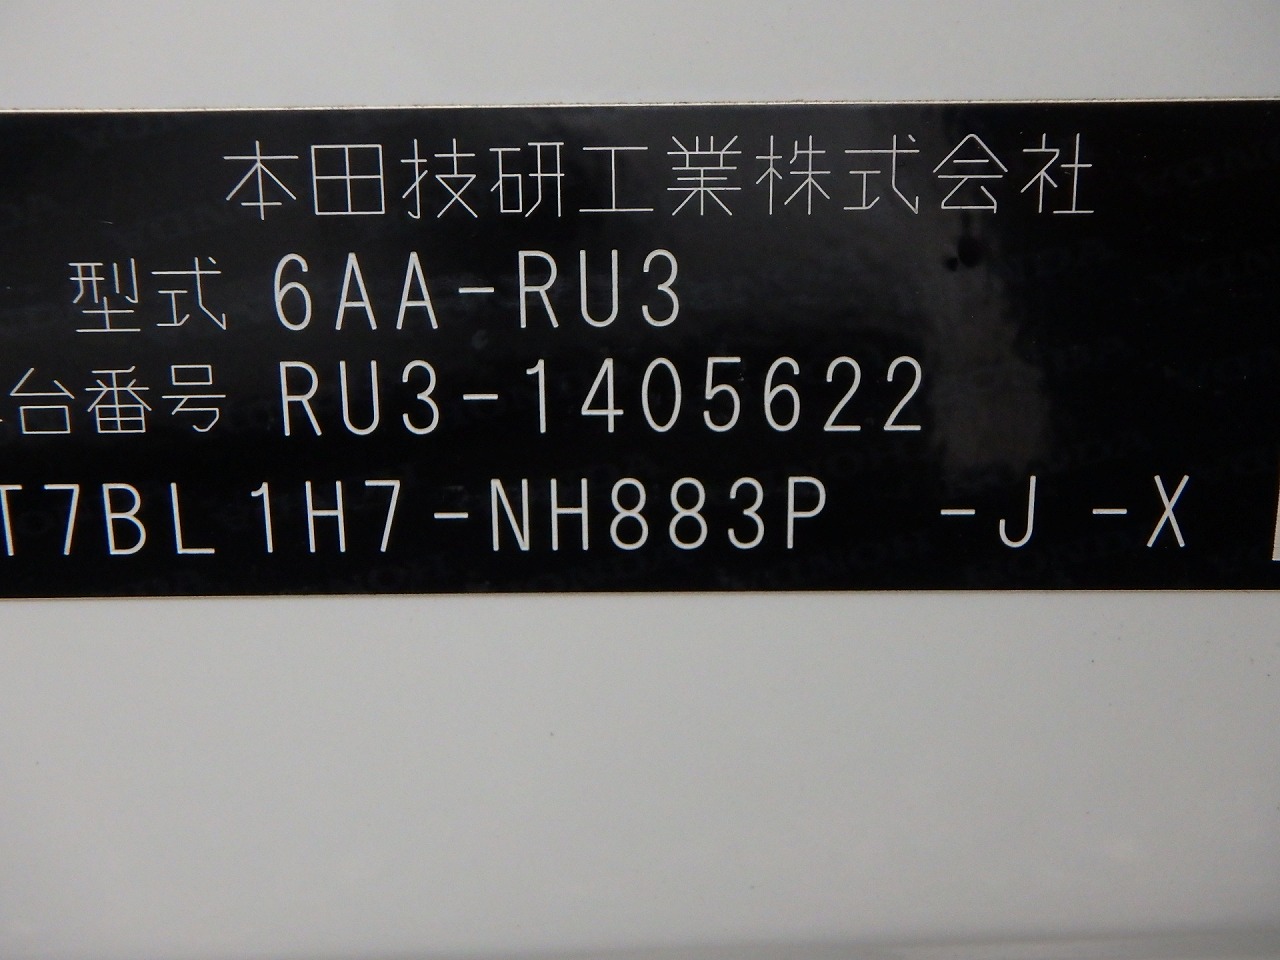 本田技研工業株式会社
型式 6AA-RU3
台番号 RU3-1405622
T7BL1H7-NH883P -J -X